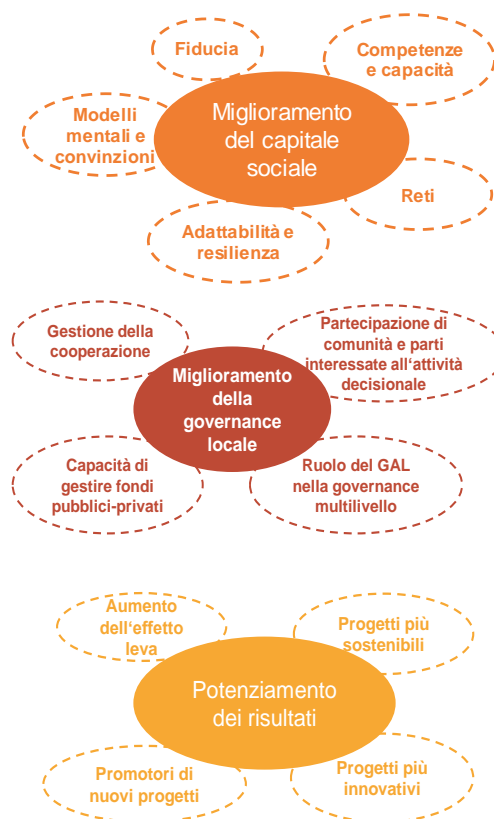 Fiducia
Competenze
e capacità
Modelli
mentali e
convinzioni
Miglioramento
del capitale
sociale
Reti
Adattabilità e
resilienza
Gestione della
cooperazione
Partecipazione di
comunità e parti
interessate all'attività
decisionale
Miglioramento
della
governance
locale
Capacità di
gestire fondi
pubblici-privati
Ruolo del GAL
nella governance
multilivello
Aumento
dell'effetto
leva
Progetti più
sostenibili
Potenziamento
dei risultati
Promotori di
nuovi progetti
Progetti più
innovativi